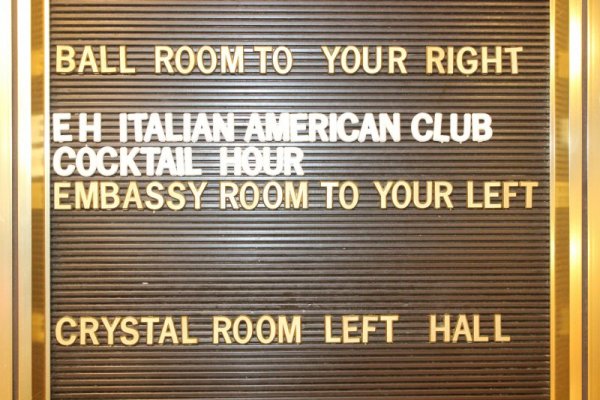 BALL ROOM TO YOUR RIGHT
E H ITALIAN AMERICAN CLUB
COCKTAIL HOUR
EMBASSY ROOM TO YOUR LEFT
CRYSTAL ROOM LEFT HALL